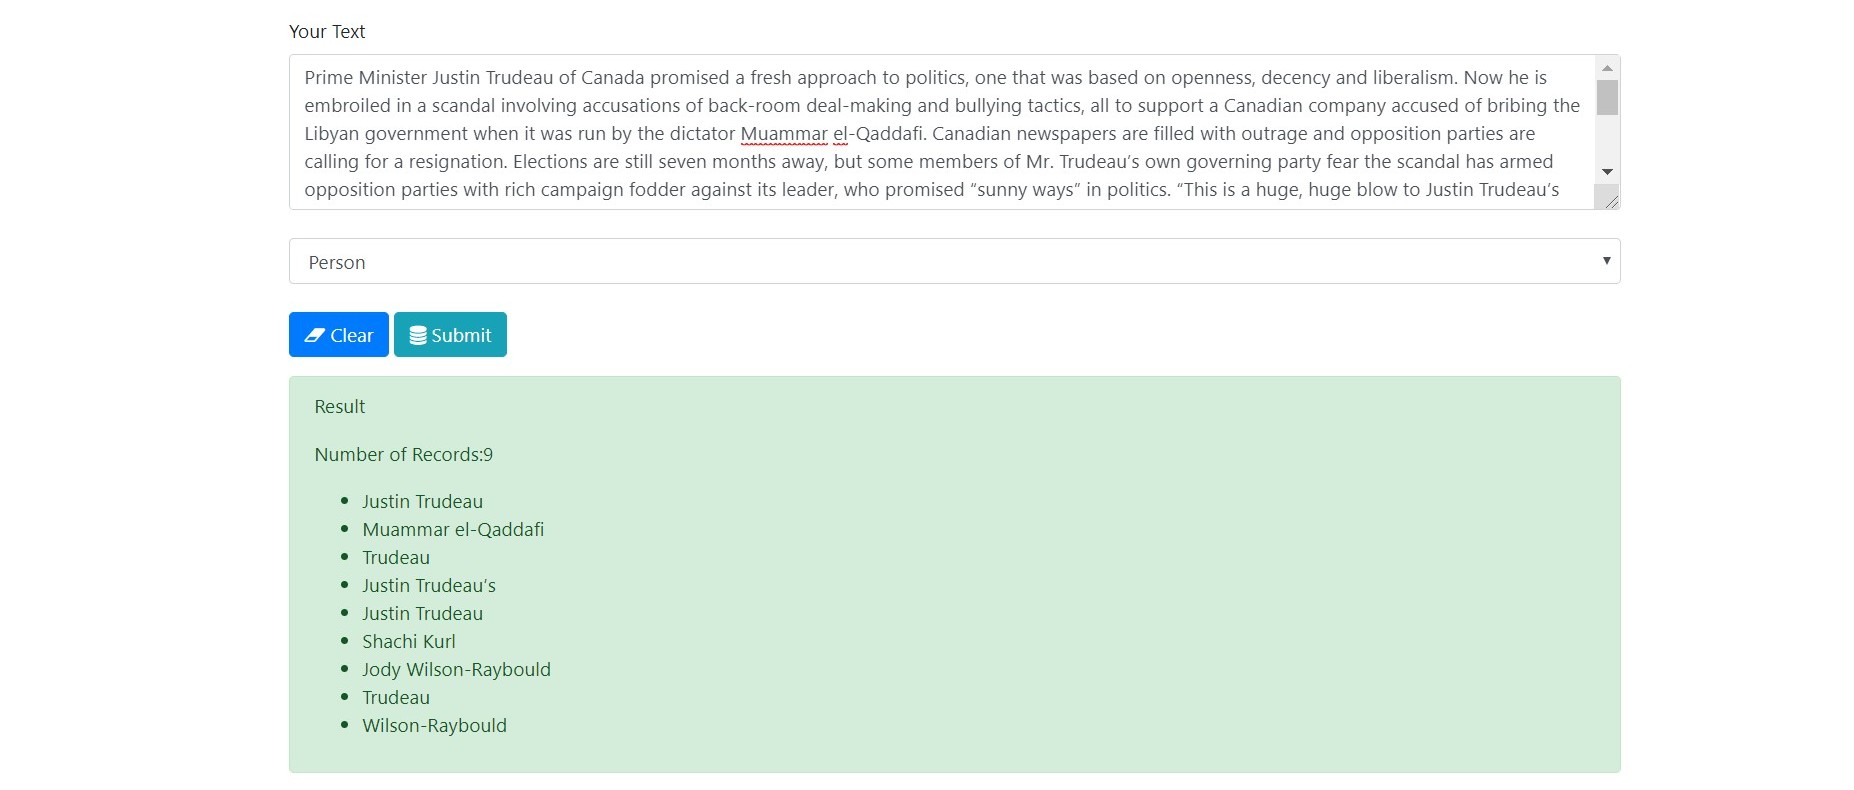 Your Text
Prime Minister Justin Trudeau of Canada promised a fresh approach to politics, one that was based on openness, decency and liberalism. Now he is
embroiled in a scandal involving accusations of back-room deal-making and bullying tactics, all to support a Canadian company accused of bribing the
Libyan government when it was run by the dictator Muammar el-Qaddafi. Canadian newspapers are filled with outrage and opposition parties are
calling for a resignation. Elections are still seven months away, but some members of Mr. Trudeau’s own governing party fear the scandal has armed
opposition parties with rich campaign fodder against its leader, who promised “sunny ways” in politics. “This is a huge, huge blow to Justin Trudeau’s
Person
Clear
Submit
Result
Number of Records:9
• Justin Trudeau
• Muammar el-Qaddafi
• Trudeau
• Justin Trudeau’s
• Justin Trudeau
• Shachi Kurl
• Jody Wilson-Raybould
• Trudeau
• Wilson-Raybould